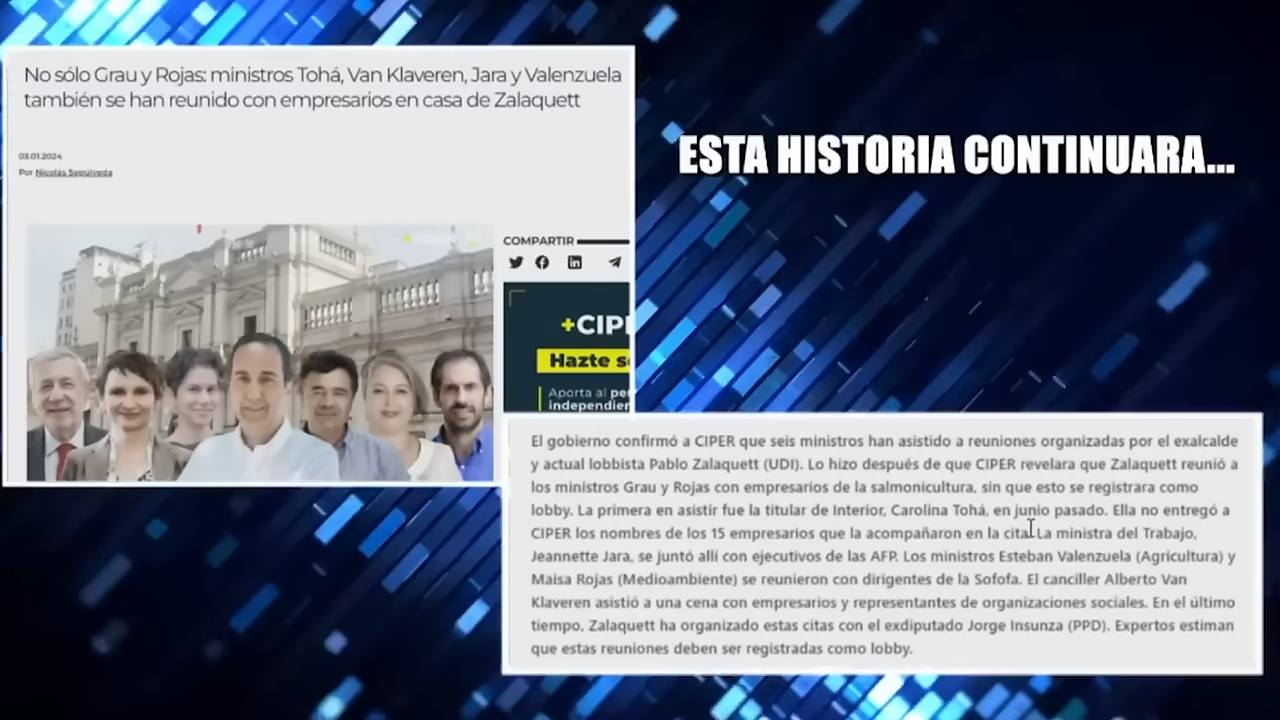 No sólo Grau y Rojas: ministros Tohá, Van Klaveren, Jara y Valenzuela
también se han reunido con empresarios en casa de Zalaquett
03.01.2024
Por Nicolás Sepúlveda
COMPARTIR
+CIP
Hazte s
Aporta al pe
independien
ESTA HISTORIA CONTINUARA...
El gobierno confirmó a CIPER que seis ministros han asistido a reuniones organizadas por el exalcalde
y actual lobbista Pablo Zalaquett (UDI). Lo hizo después de que CIPER revelara que Zalaquett reunió a
los ministros Grau y Rojas con empresarios de la salmonicultura, sin que esto se registrara como
lobby. La primera en asistir fue la titular de Interior, Carolina Tohá, en junio pasado. Ella no entregó a
CIPER los nombres de los 15 empresarios que la acompañaron en la cita. La ministra del Trabajo,
Jeannette Jara, se juntó allí con ejecutivos de las AFP. Los ministros Esteban Valenzuela (Agricultura) y
Maisa Rojas (Medioambiente) se reunieron con dirigentes de la Sofofa. El canciller Alberto Van
Klaveren asistió a una cena con empresarios y representantes de organizaciones sociales. En el último
tiempo, Zalaquett ha organizado estas citas con el exdiputado Jorge Insunza (PPD). Expertos estiman
que estas reuniones deben ser registradas como lobby.